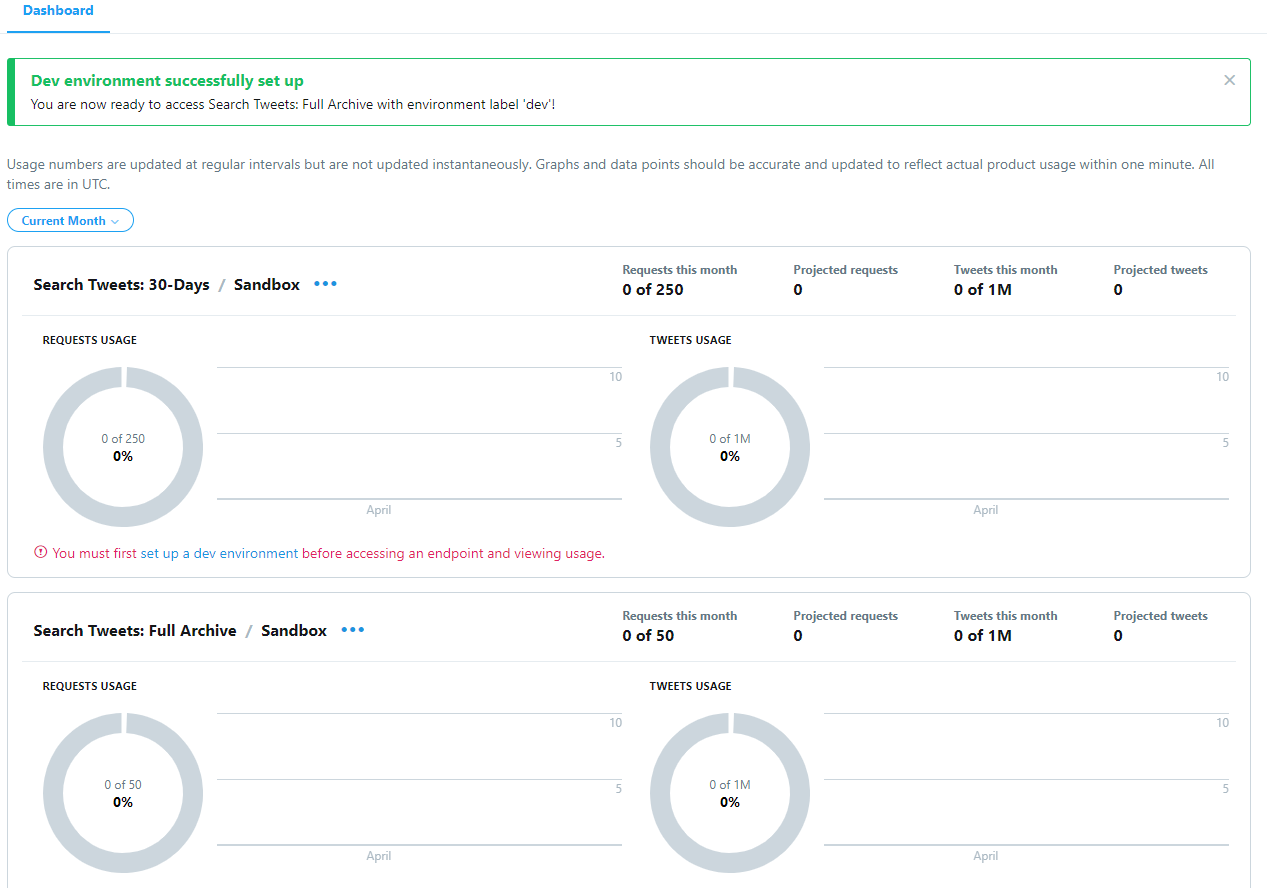 Dashboard
Dev environment successfully set up
You are now ready to access Search Tweets: Full Archive with environment label 'dev'!
Usage numbers are updated at regular intervals but are not updated instantaneously. Graphs and data points should be accurate and updated to reflect actual product usage within one minute. All
times are in UTC.
Current Month
Search Tweets: 30-Days / Sandbox •••
Requests this month
0 of 250
Projected requests
0
Tweets this month
0 of 1M
Projected tweets
0
REQUESTS USAGE
0 of 250
0%
10
5
April
TWEETS USAGE
0 of 1M
0%
10
5
April
You must first set up a dev environment before accessing an endpoint and viewing usage.
Search Tweets: Full Archive / Sandbox •••
Requests this month
0 of 50
Projected requests
0
Tweets this month
0 of 1M
Projected tweets
0
REQUESTS USAGE
0 of 50
0%
10
5
April
TWEETS USAGE
0 of 1M
0%
10
5
April